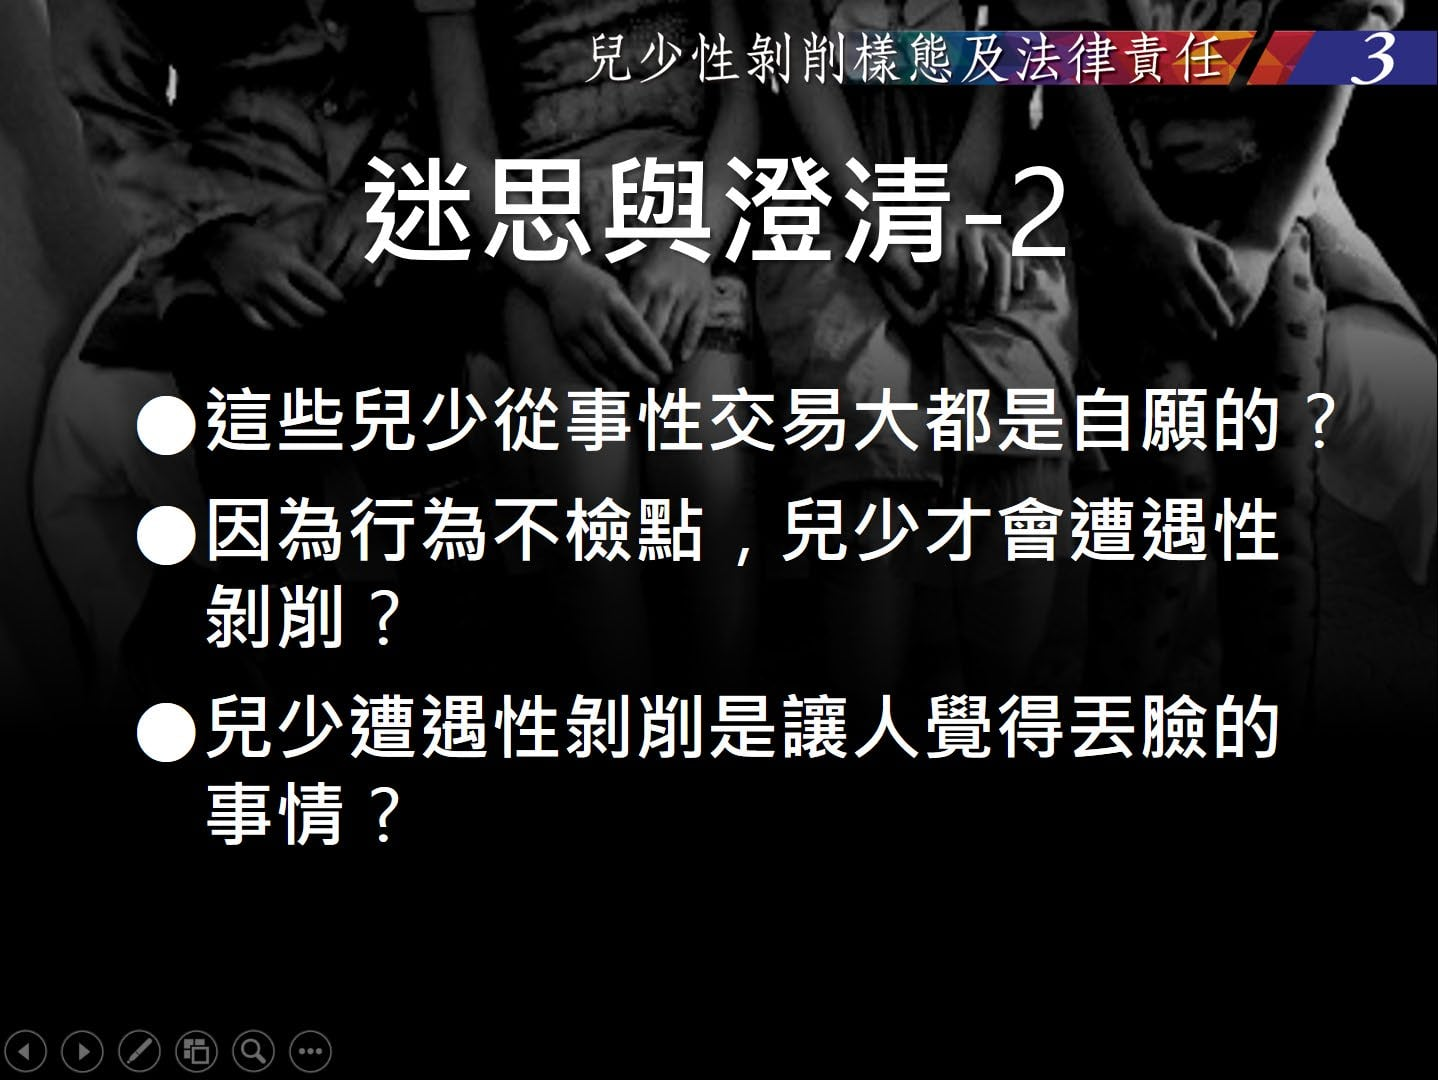 兒少性剝削樣態及法律責任 3
迷思與澄清-2
●這些兒少從事性交易大都是自願的？
●因為行為不檢點，兒少才會遭遇性
剝削？
●兒少遭遇性剝削是讓人覺得丟臉的
事情？